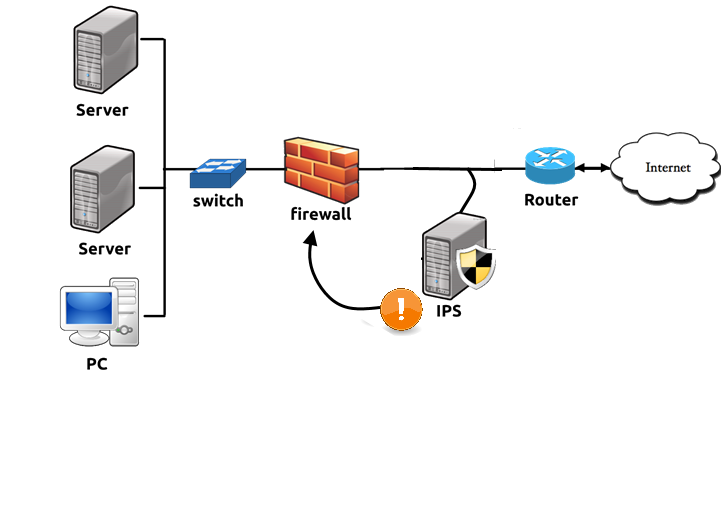 Server
Server
PC
switch
firewall
IPS
Router
Internet
!